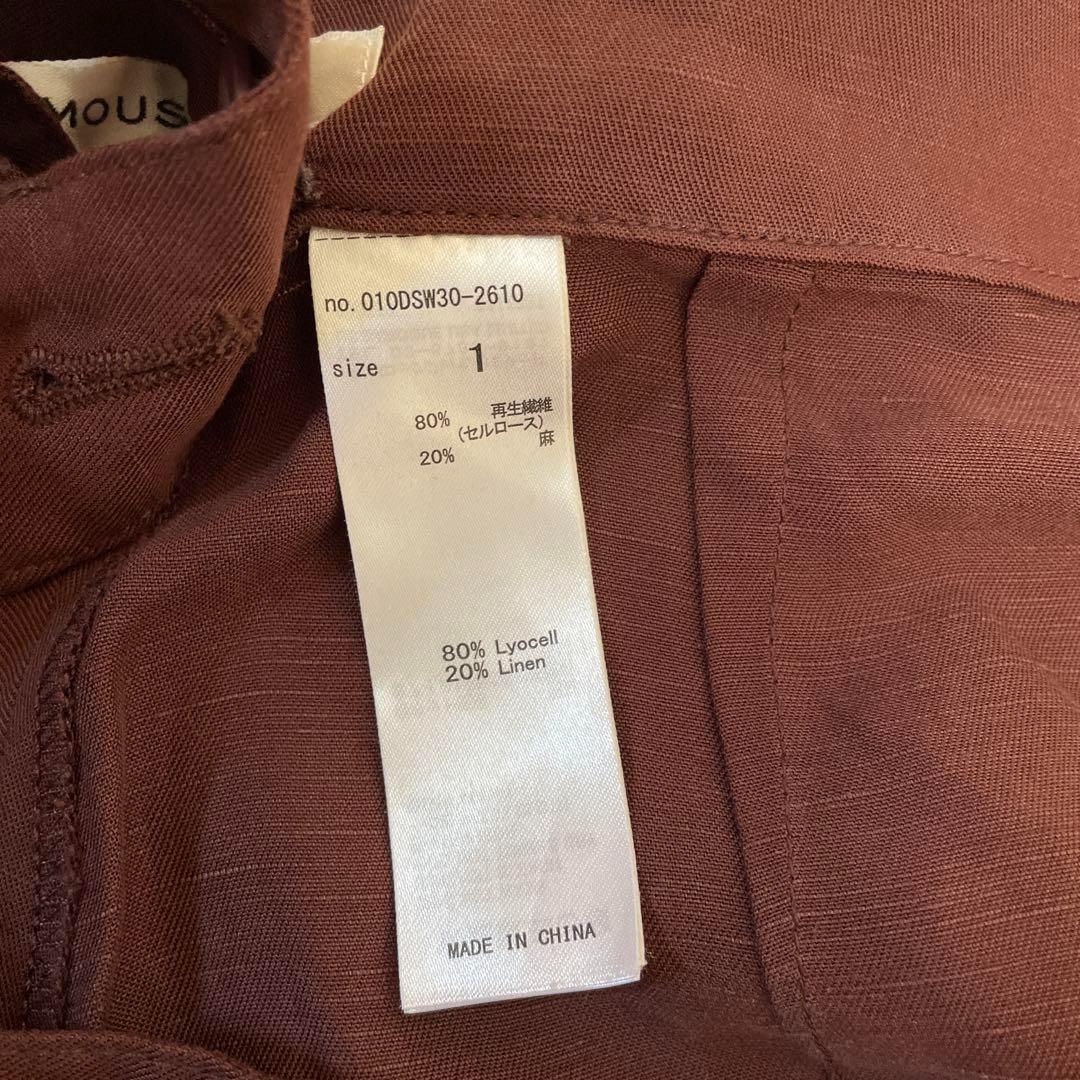 MOUS
no.010DSW30-2610
size 1
80% 再生繊維
(セルロース)
20% 麻
80% Lyocell
20% Linen
MADE IN CHINA